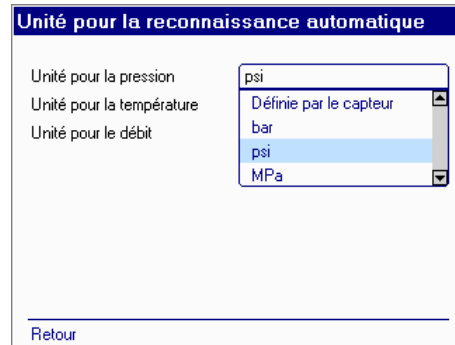 Unité pour la reconnaissance automatique
Unité pour la pression psi
Unité pour la température
Unité pour le débit
Définie par le capteur
bar
psi
MPa
Retour